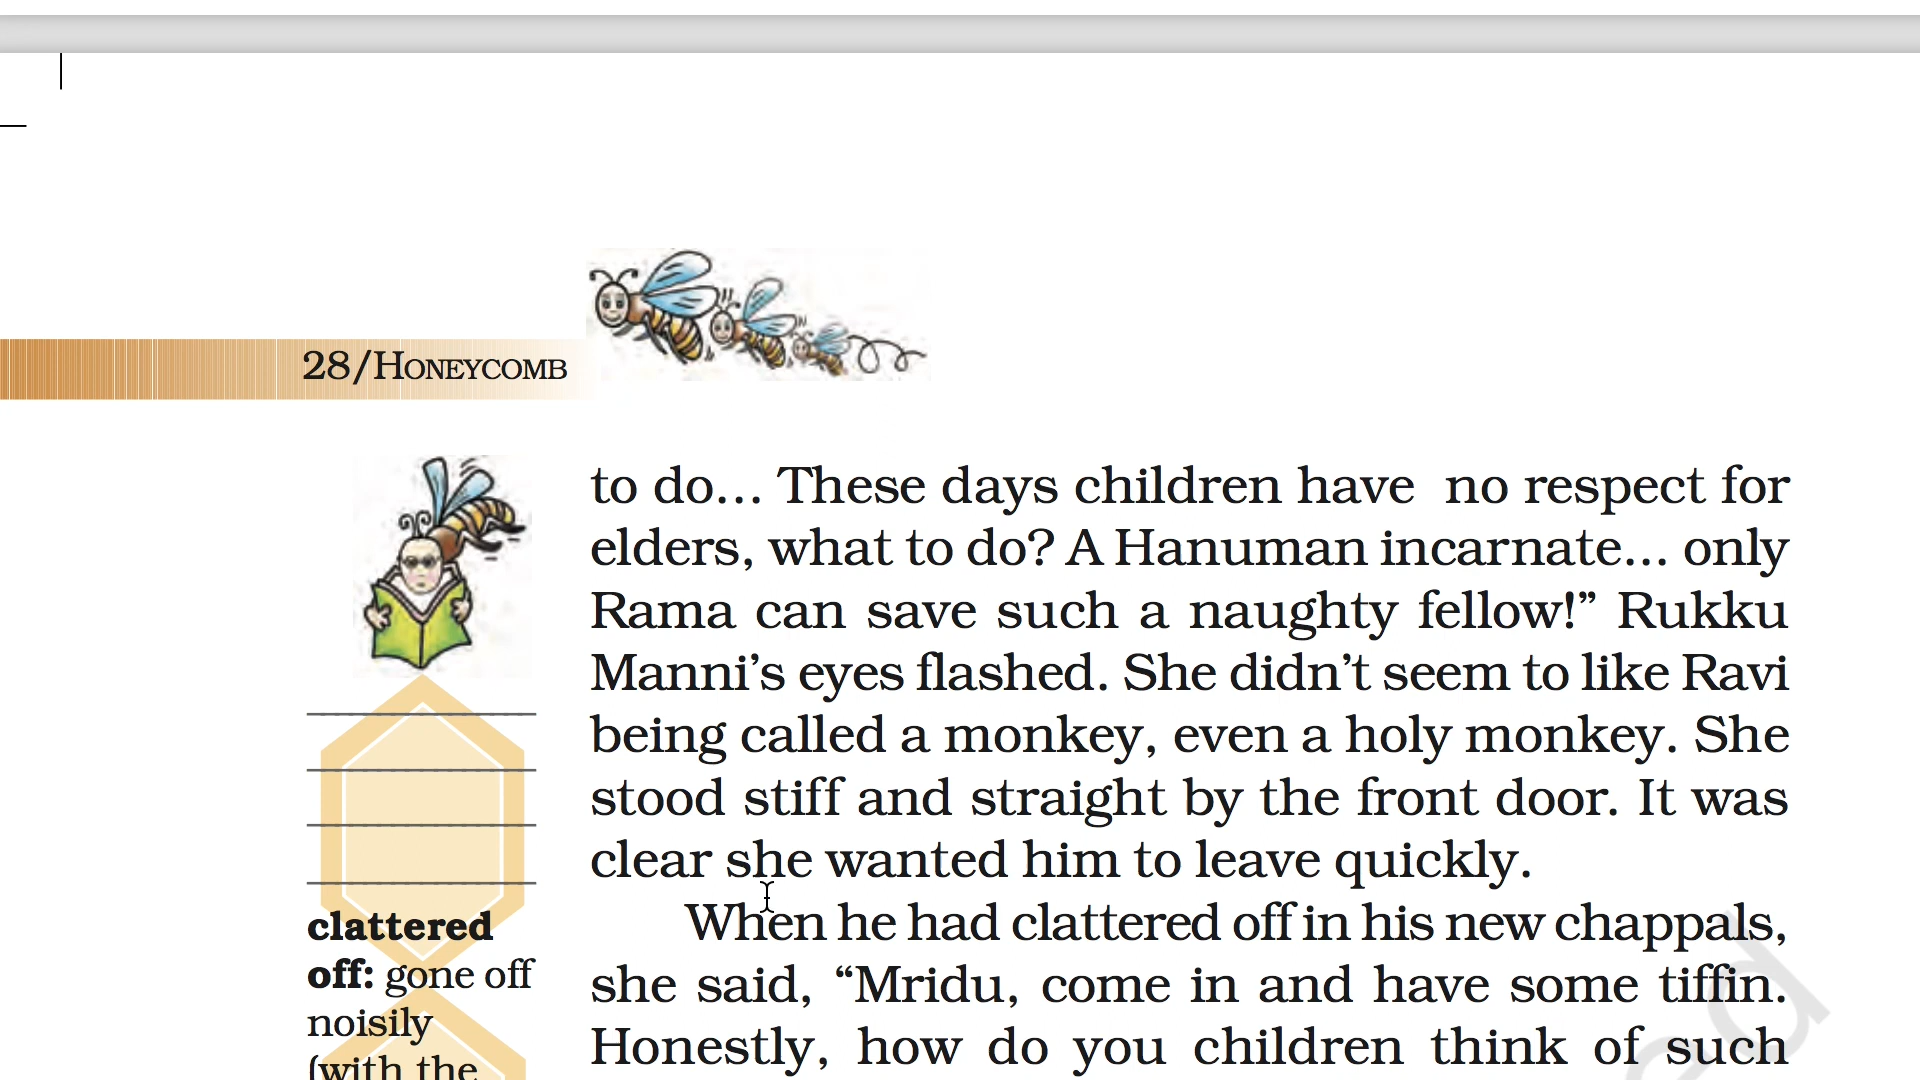 28/HONEYCOMB
to do... These days children have no respect for
elders, what to do? A Hanuman incarnate... only
Rama can save such a naughty fellow!” Rukku
Manni’s eyes flashed. She didn’t seem to like Ravi
being called a monkey, even a holy monkey. She
stood stiff and straight by the front door. It was
clear she wanted him to leave quickly.
When he had clattered off in his new chappals,
she said, “Mridu, come in and have some tiffin.
Honestly, how do you children think of such
clattered
off: gone off
noisily
(with the
ed